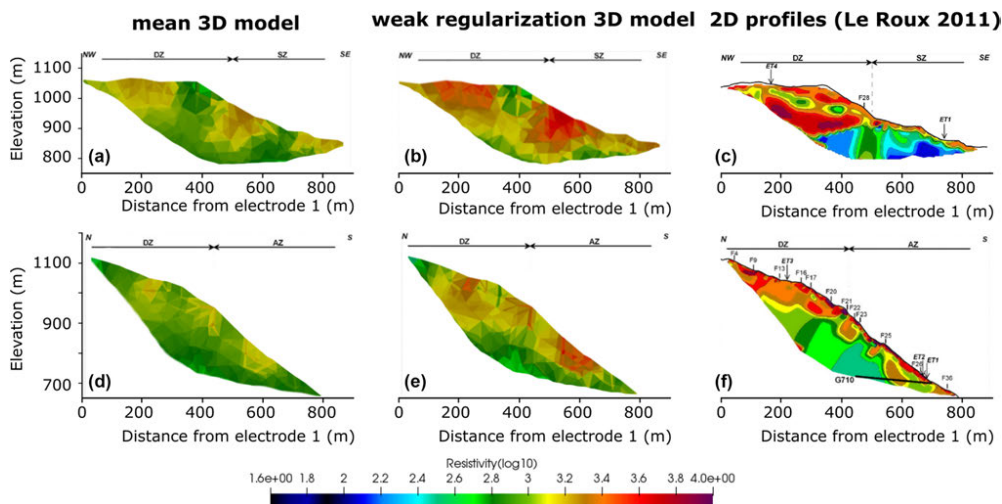 mean 3D model weak regularization 3D model 2D profiles (Le Roux 2011)
NW DZ SZ SE
NW DZ SZ SE
NW DZ SZ SE
Elevation (m)
1100
1000
900
800
ET4
F28
ET1
(a) (b) (c)
0 200 400 600 800
0 200 400 600 800
0 200 400 600 800
Distance from electrode 1 (m)
Distance from electrode 1 (m)
Distance from electrode 1 (m)
N DZ AZ S
N DZ AZ S
N DZ AZ S
Elevation (m)
1100
900
700
F9
F13
ET3
F16
F17
F20
F21
F22
F23
F25
ET2
ET1
F26
F36
G710
(d) (e) (f)
0 200 400 600 800
0 200 400 600 800
0 200 400 600 800
Distance from electrode 1 (m)
Distance from electrode 1 (m)
Distance from electrode 1 (m)
Resistivity(log10)
1.6e+00 1.8 2 2.2 2.4 2.6 2.8 3 3.2 3.4 3.6 4.0e+00